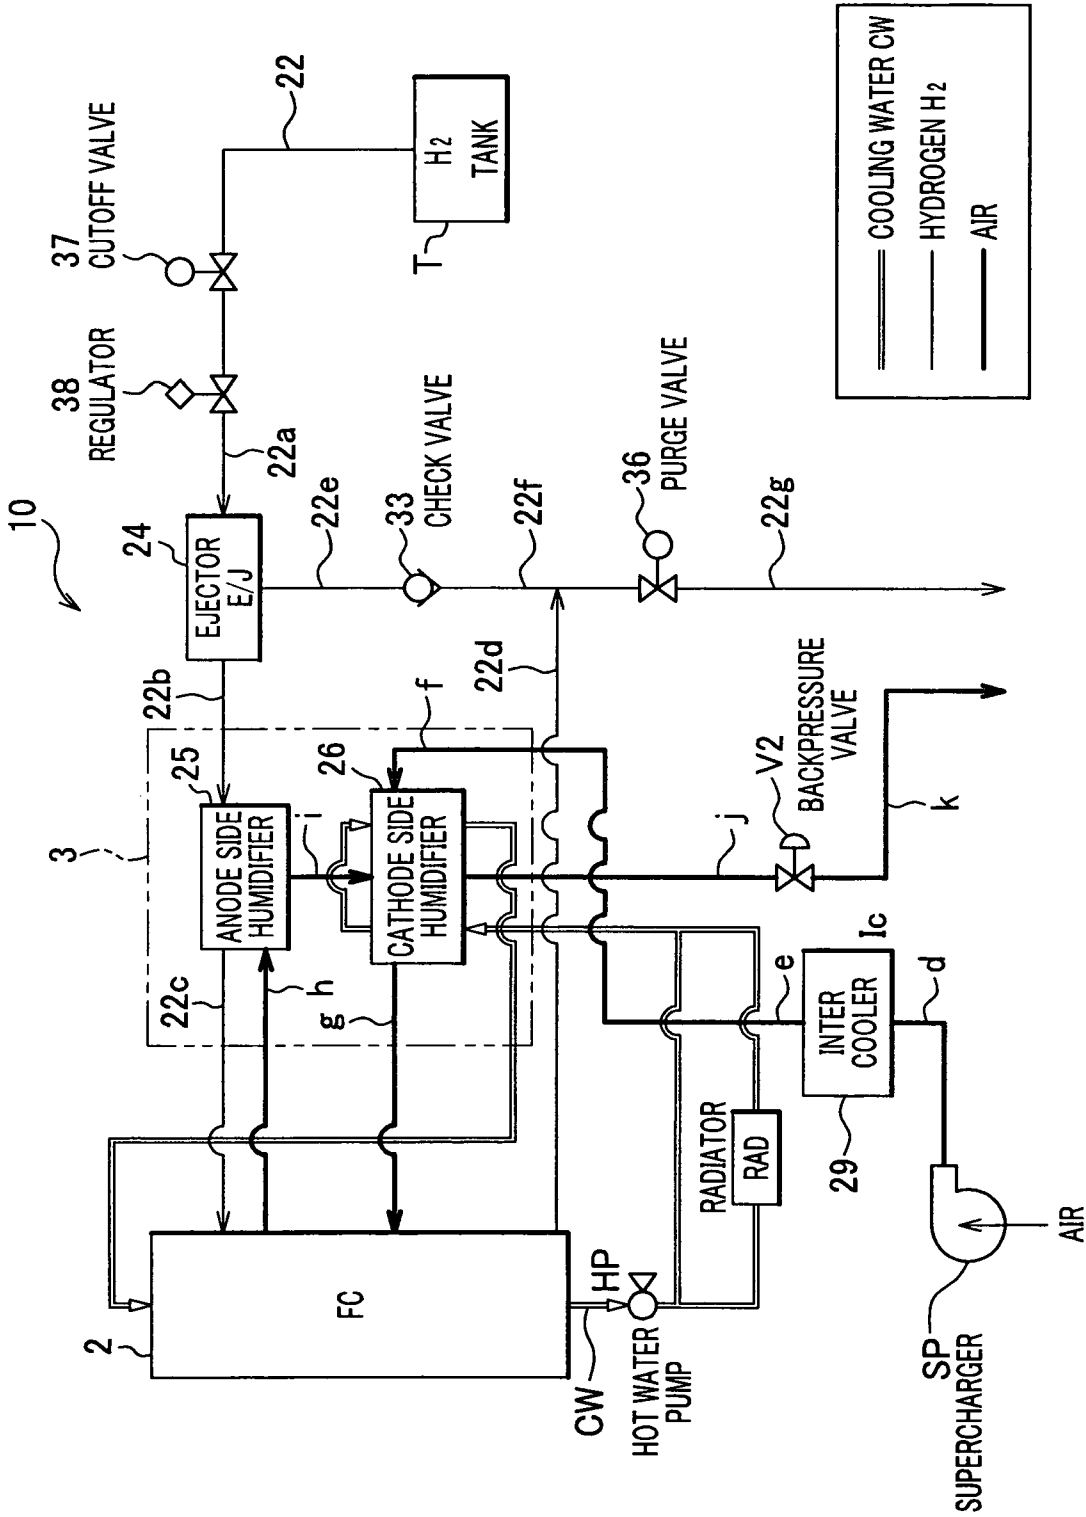 10
37
CUTOFF VALVE
22
38
REGULATOR
22a
H2
TANK
T
24
EJECTOR
E/J
22e
33
CHECK VALVE
22f
36
PURGE VALVE
22g
22b
22d
3
25
ANODE SIDE
HUMIDIFIER
26
CATHODE SIDE
HUMIDIFIER
f
i
j
V2
BACKPRESSURE
VALVE
k
22c
h
g
e
INTER
COOLER
Ic
29
d
2
FC
CW
HP
HOT WATER
PUMP
RADIATOR
RAD
SP
SUPERCHARGER
AIR
COOLING WATER CW
HYDROGEN H2
AIR